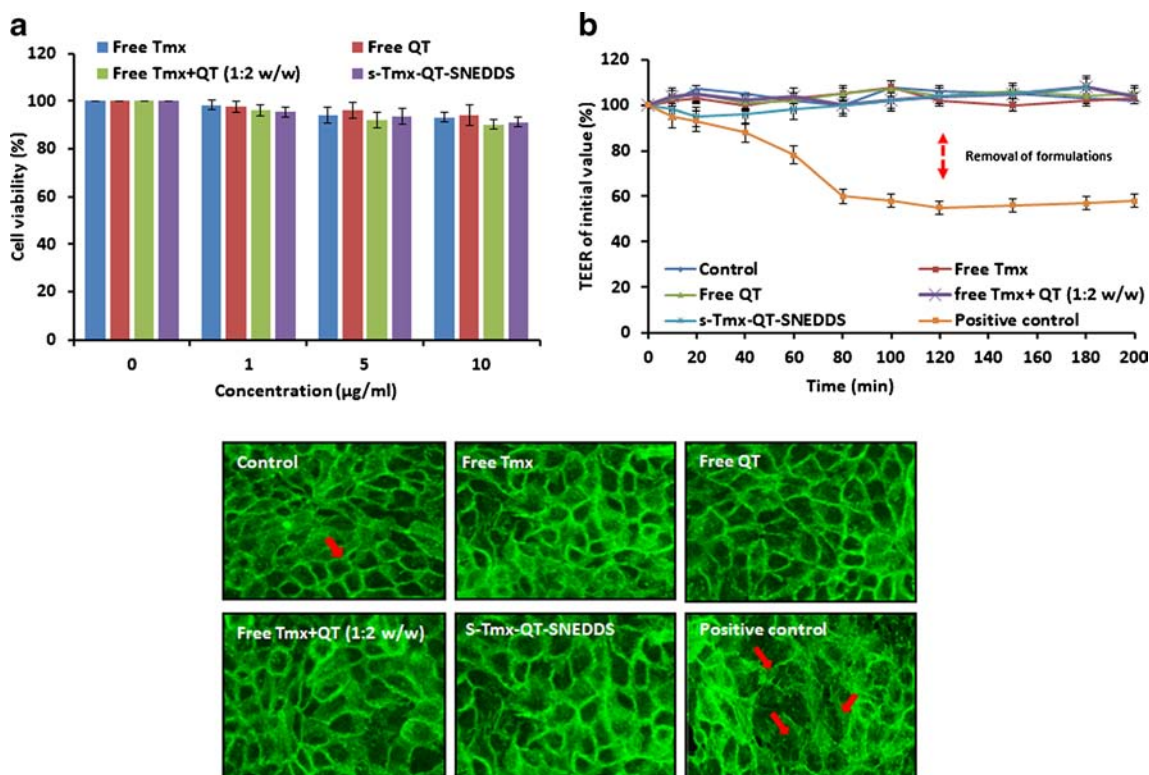 a
Free Tmx
Free QT
Free Tmx+QT (1:2 w/w)
s-Tmx-QT-SNEDDS
120
100
80
60
40
20
0
Cell viability (%)
0
1
5
10
Concentration (µg/ml)
b
120
100
80
60
40
20
0
TEER of initial value (%)
Removal of formulations
Control
Free Tmx
Free QT
free Tmx+ QT (1:2 w/w)
s-Tmx-QT-SNEDDS
Positive control
0 20 40 60 80 100 120 140 160 180 200
Time (min)
Control
Free Tmx
Free QT
Free Tmx+QT (1:2 w/w)
S-Tmx-QT-SNEDDS
Positive control